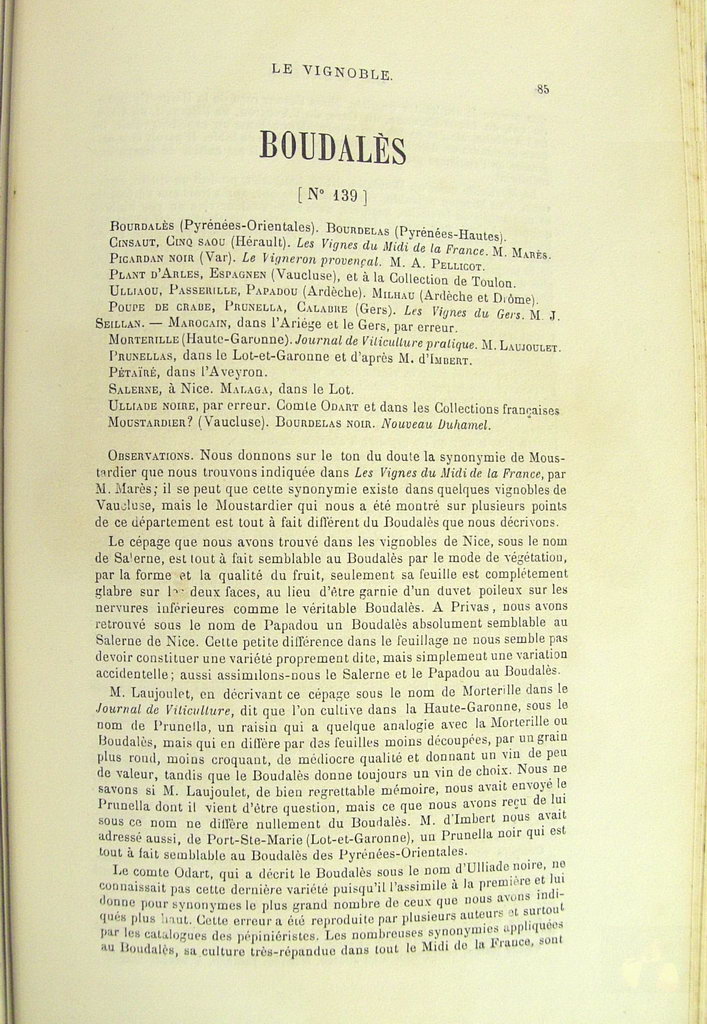 LE VIGNOBLE.
85
BOUDALÈS
[ N° 139 ]
BOURDALÈS (Pyrénées-Orientales). BOURDELAS (Pyrénées-Hautes).
CINSAUT, CINQ SAOU (Hérault). Les Vignes du Midi de la France. M. MARÈS.
PICARDAN NOIR (Var). Le Vigneron provençal. M. A. PELLICOT.
PLANT D'ARLES, ESPAGNEN (Vaucluse), et à la Collection de Toulon.
ULLIAOU, PASSERILLE, PAPADOU (Ardèche). MILHAU (Ardèche et Drôme).
POUPE DE CRABE, PRUNELLA, CALABRE (Gers). Les Vignes du Gers. M. J.
SEILLAN. — MAROCAIN, dans l'Ariége et le Gers, par erreur.
MORTERILLE (Haute-Garonne). Journal de Viticulture pratique. M. LAUJOULET.
PRUNELLAS, dans le Lot-et-Garonne et d'après M. d'IMBERT.
PÉTAÏRÉ, dans l'Aveyron.
SALERNE, à Nice. MALAGA, dans le Lot.
ULLIADE NOIRE, par erreur. Comte ODART et dans les Collections françaises
MOUSTARDIER? (Vaucluse). BOURDELAS NOIR. Nouveau Duhamel.
OBSERVATIONS. Nous donnons sur le ton du doute la synonymie de Mous-
tardier que nous trouvons indiquée dans Les Vignes du Midi de la France, par
M. Marès; il se peut que cette synonymie existe dans quelques vignobles de
Vaucluse, mais le Moustardier qui nous a été montré sur plusieurs points
de ce département est tout à fait différent du Boudalès que nous décrivons.
Le cépage que nous avons trouvé dans les vignobles de Nice, sous le nom
de Salerne, est tout à fait semblable au Boudalès par le mode de végétation,
par la forme et la qualité du fruit, seulement sa feuille est complétement
glabre sur les deux faces, au lieu d'être garnie d'un duvet poileux sur les
nervures inférieures comme le véritable Boudalès. A Privas, nous avons
retrouvé sous le nom de Papadou un Boudalès absolument semblable au
Salerne de Nice. Cette petite différence dans le feuillage ne nous semble pas
devoir constituer une variété proprement dite, mais simplement une variation
accidentelle; aussi assimilons-nous le Salerne et le Papadou au Boudalès.
M. Laujoulet, en décrivant ce cépage sous le nom de Morterille dans le
Journal de Viticulture, dit que l'on cultive dans la Haute-Garonne, sous le
nom de Prunella, un raisin qui a quelque analogie avec la Morterille ou
Boudalès, mais qui en diffère par des feuilles moins découpées, par un grain
plus rond, moins croquant, de médiocre qualité et donnant un vin de peu
de valeur, tandis que le Boudalès donne toujours un vin de choix. Nous ne
savons si M. Laujoulet, de bien regrettable mémoire, nous avait envoyé le
Prunella dont il vient d'être question, mais ce que nous avons reçu de lui
sous ce nom ne diffère nullement du Boudalès. M. d'Imbert nous avait
adressé aussi, de Port-Ste-Marie (Lot-et-Garonne), un Prunella noir qui est
tout à fait semblable au Boudalès des Pyrénées-Orientales.
Le comte Odart, qui a décrit le Boudalès sous le nom d'Ulliade noire, ne
connaissait pas cette dernière variété puisqu'il l'assimile à la première et lui
donne pour synonymes le plus grand nombre de ceux que nous avons indi-
qués plus haut. Cette erreur a été reproduite par plusieurs auteurs et surtout
par les catalogues des pépiniéristes. Les nombreuses synonymies appliquées
au Boudalès, sa culture très-répandue dans tout le Midi de la France, sont